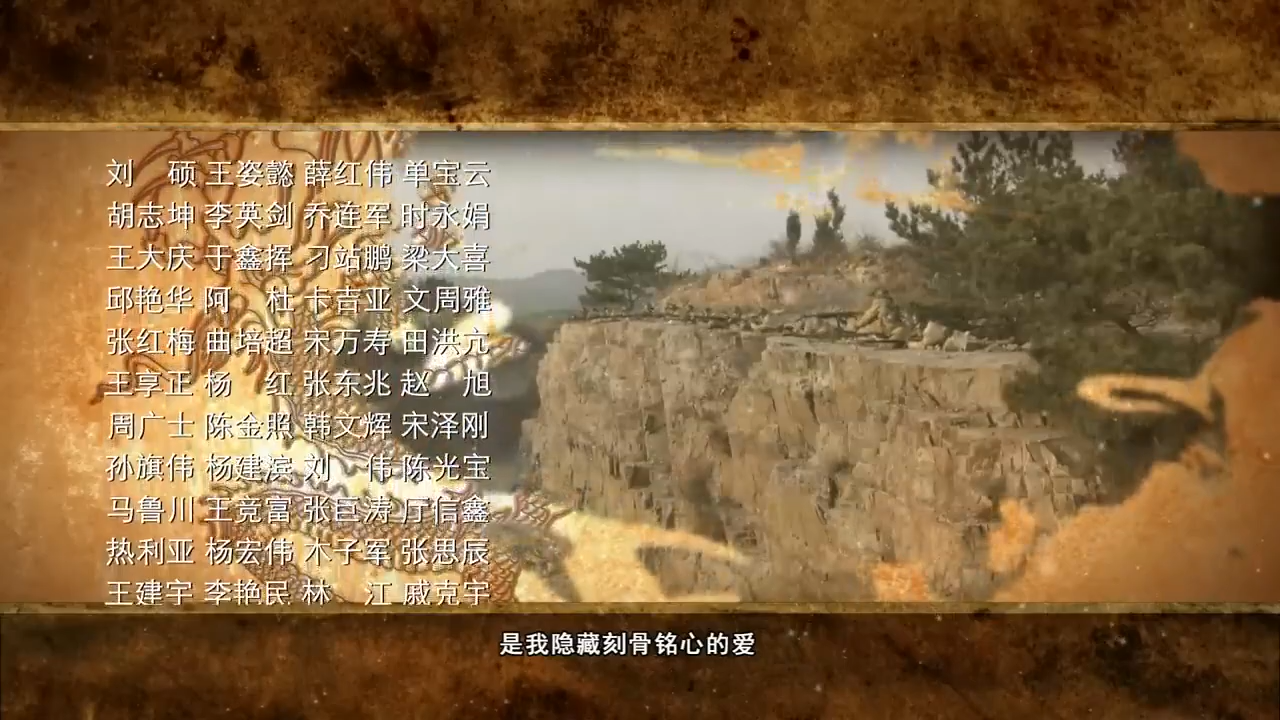 刘　硕 王姿懿 薛红伟 单宝云
胡志坤 李英剑 乔连军 时永娟
王大庆 于鑫挥 刁站鹏 梁大喜
邱艳华 阿　杜 卡吉亚 文周雅
张红梅 曲培超 宋万寿 田洪亢
王享正 杨　红 张东兆 赵　旭
周广士 陈金照 韩文辉 宋泽刚
孙旗伟 杨建滨 刘　伟 陈光宝
马鲁川 王竞富 张巨涛 厅信鑫
热利亚 杨宏伟 木子军 张思辰
王建宇 李艳民 林　江 戚克宇
是我隐藏刻骨铭心的爱